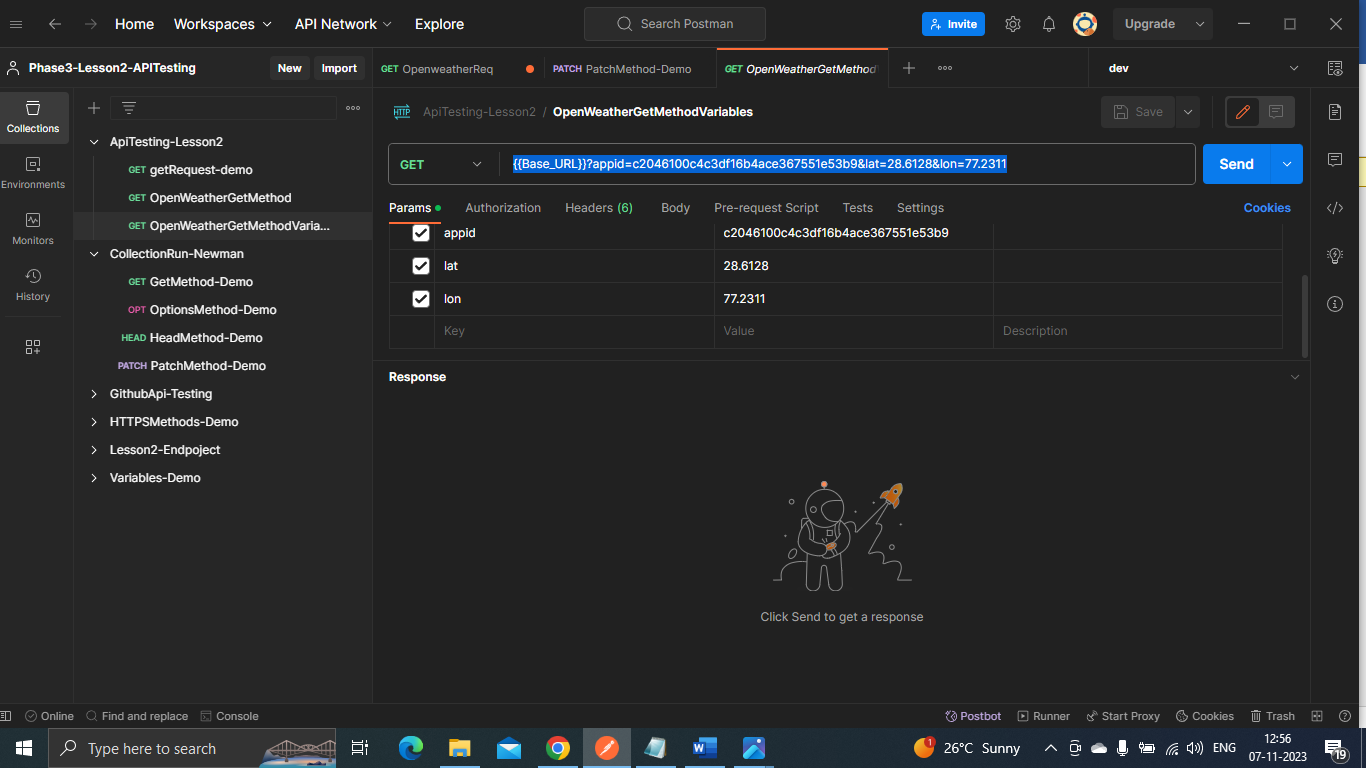 Home Workspaces API Network Explore Search Postman Invite Upgrade
Phase3-Lesson2-APITesting New Import GET OpenweatherReq PATCH PatchMethod-Demo GET OpenWeatherGetMethod dev
Collections
Environments
Monitors
History
ApiTesting-Lesson2
GET getRequest-demo
GET OpenWeatherGetMethod
GET OpenWeatherGetMethodVaria...
CollectionRun-Newman
GET GetMethod-Demo
OPT OptionsMethod-Demo
HEAD HeadMethod-Demo
PATCH PatchMethod-Demo
GithubApi-Testing
HTTPSMethods-Demo
Lesson2-Endpoject
Variables-Demo
HTTP ApiTesting-Lesson2 / OpenWeatherGetMethodVariables Save
GET {{Base_URL}}?appid=c2046100c4c3df16b4ace367551e53b9&lat=28.6128&lon=77.2311 Send
Params Authorization Headers (6) Body Pre-request Script Tests Settings Cookies
appid c2046100c4c3df16b4ace367551e53b9
lat 28.6128
lon 77.2311
Key Value Description
Response
Click Send to get a response
Online Find and replace Console Postbot Runner Start Proxy Cookies Trash
Type here to search 1 26°C Sunny ENG 12:56
07-11-2023 19